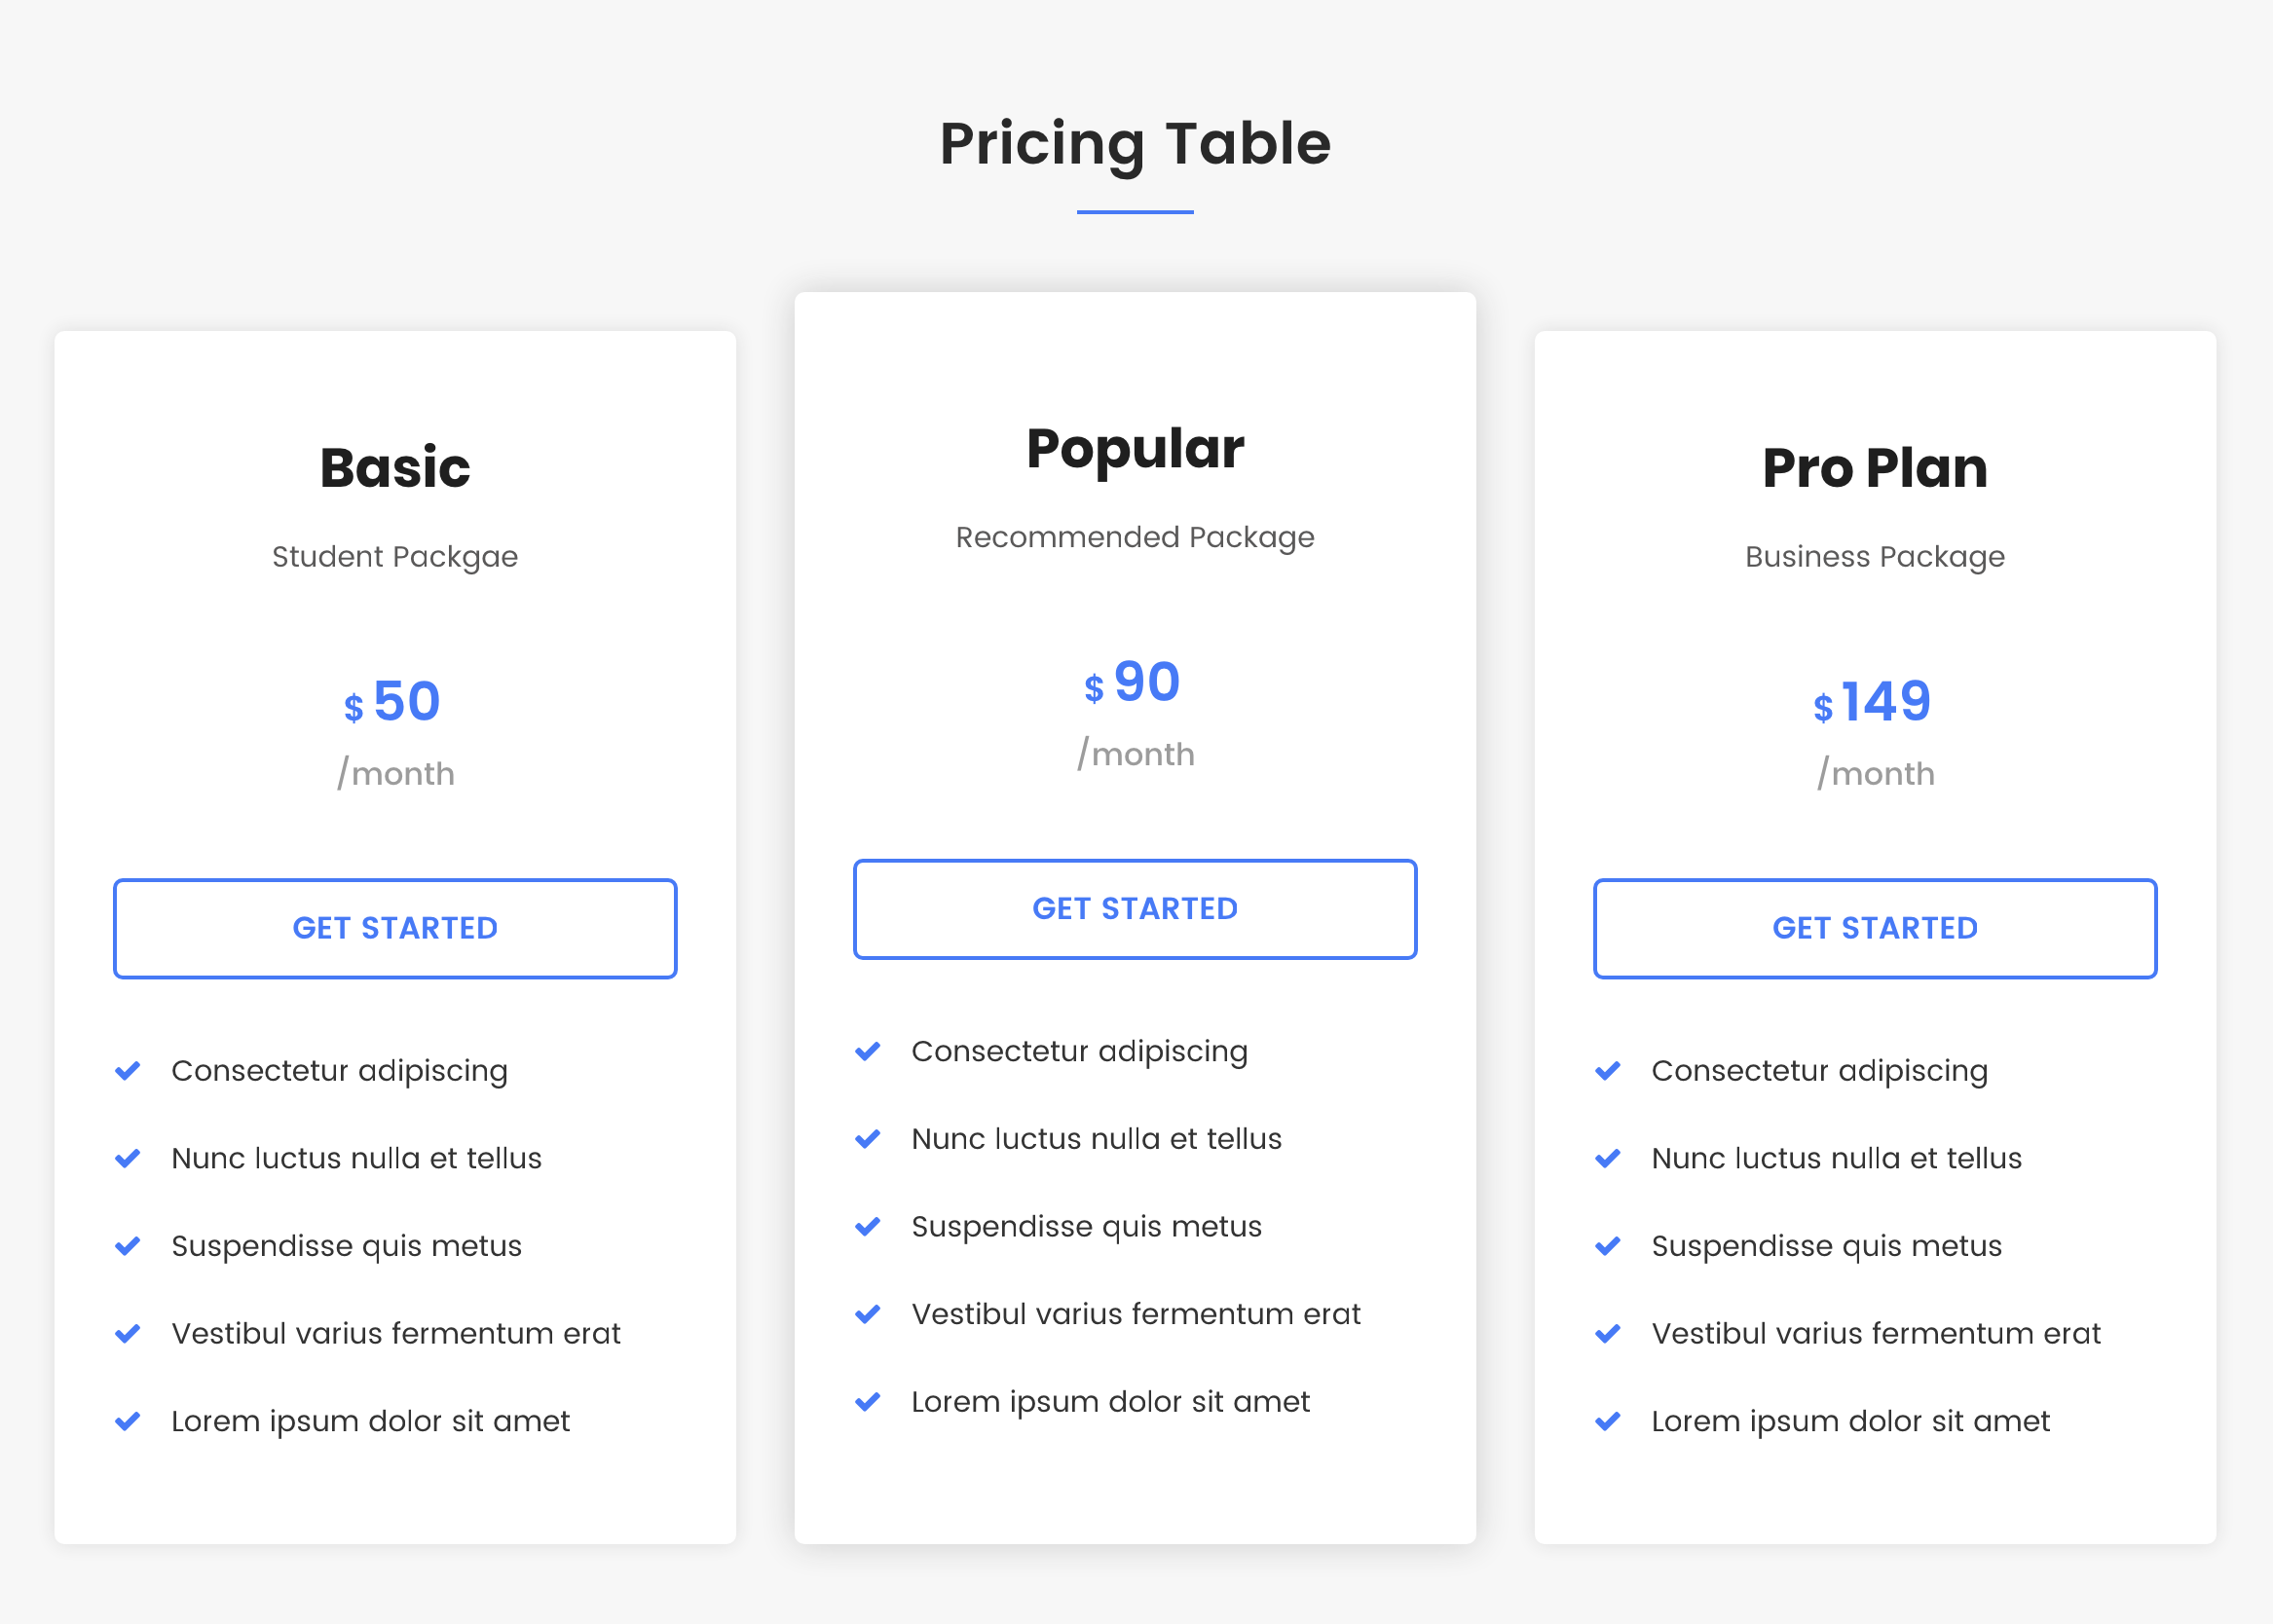 Pricing Table
Basic
Student Packgae
$ 50
/month
GET STARTED
Consectetur adipiscing
Nunc luctus nulla et tellus
Suspendisse quis metus
Vestibul varius fermentum erat
Lorem ipsum dolor sit amet
Popular
Recommended Package
$ 90
/month
GET STARTED
Consectetur adipiscing
Nunc luctus nulla et tellus
Suspendisse quis metus
Vestibul varius fermentum erat
Lorem ipsum dolor sit amet
Pro Plan
Business Package
$ 149
/month
GET STARTED
Consectetur adipiscing
Nunc luctus nulla et tellus
Suspendisse quis metus
Vestibul varius fermentum erat
Lorem ipsum dolor sit amet